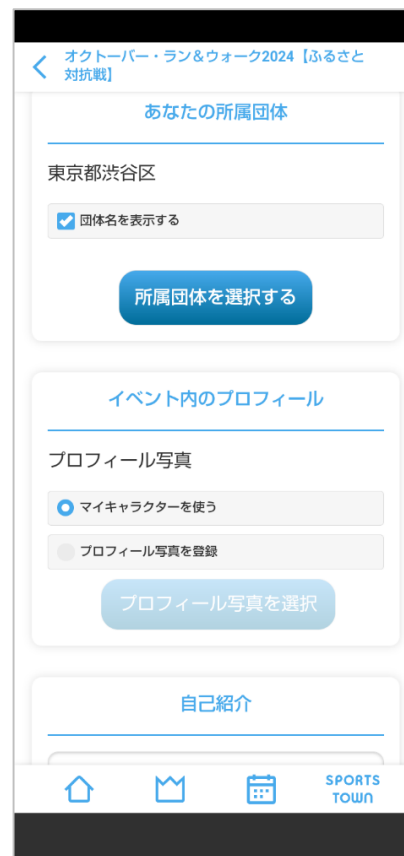 オクトーバー・ラン＆ウォーク2024【ふるさと
対抗戦】
あなたの所属団体
東京都渋谷区
団体名を表示する
所属団体を選択する
イベント内のプロフィール
プロフィール写真
マイキャラクターを使う
プロフィール写真を登録
プロフィール写真を選択
自己紹介
SPORTS
TOWN